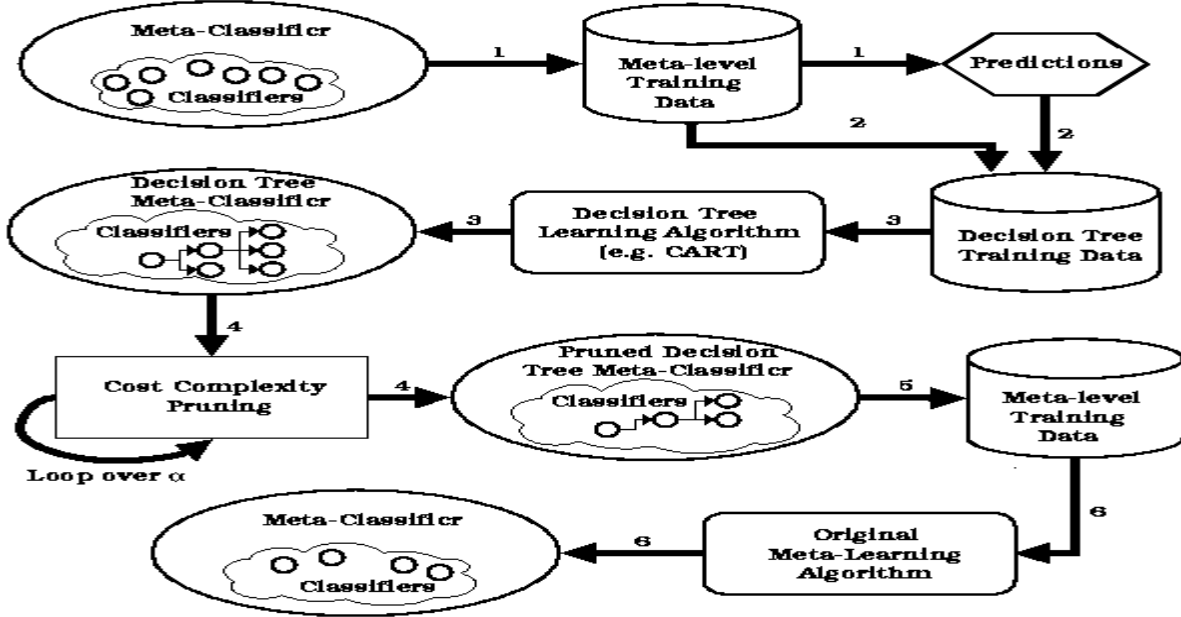 Meta-Classifier
Classifiers
1
Meta-level
Training
Data
1
Predictions
2
2
Decision Tree
Meta-Classifier
Classifiers
3
Decision Tree
Learning Algorithm
(e.g. CART)
3
Decision Tree
Training Data
4
Cost Complexity
Pruning
Loop over α
4
Pruned Decision
Tree Meta-Classifier
Classifiers
5
Meta-level
Training
Data
6
Meta-Classifier
Classifiers
6
Original
Meta-Learning
Algorithm